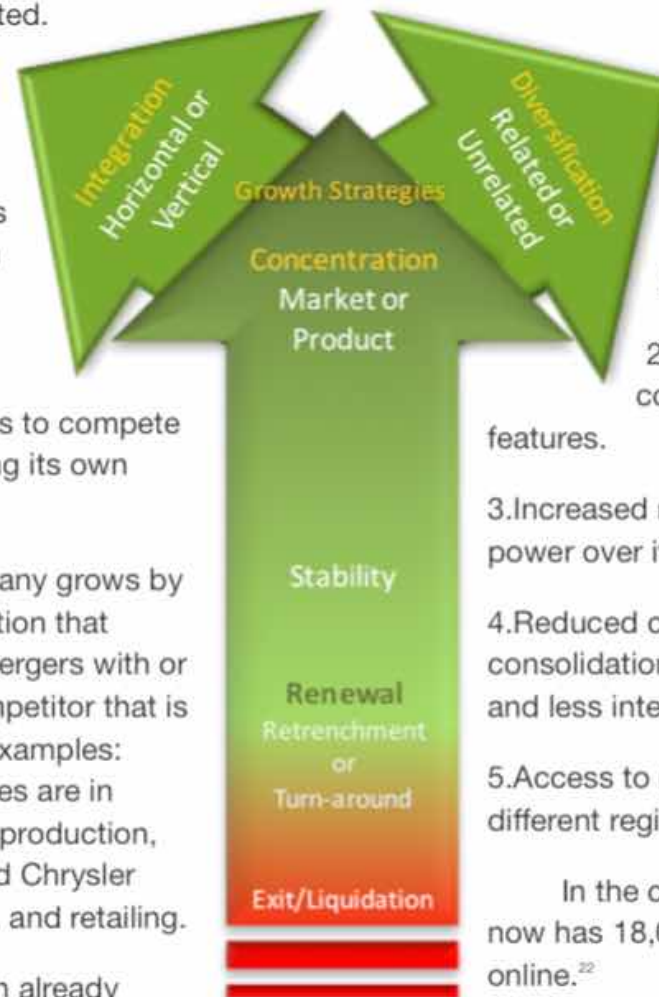 ted.
Integration
Horizontal or
Vertical
Diversification
Related or
Unrelated
Growth Strategies
Concentration
Market or
Product
Stability
Renewal
Retrenchment
or
Turn-around
Exit/Liquidation
s
s to compete
ng its own
any grows by
tion that
ergers with or
mpetitor that is
xamples:
es are in
production,
d Chrysler
and retailing.
n already
2
co
features.
3.Increased
power over i
4.Reduced c
consolidation
and less inte
5.Access to
different regi
In the c
now has 18,0
online.22